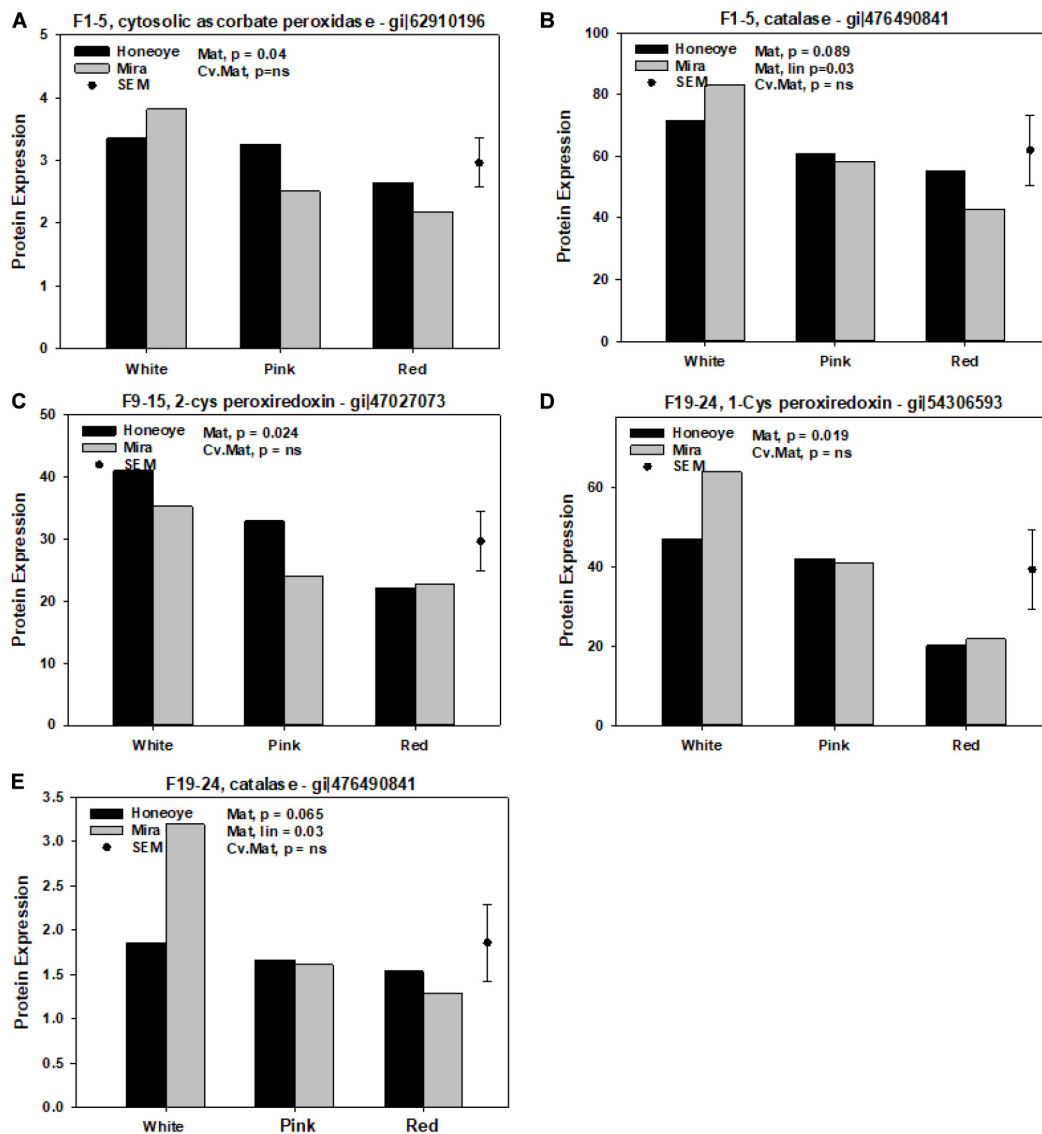 A
F1-5, cytosolic ascorbate peroxidase - gi|62910196
Honeoye
Mira
SEM
Mat, p = 0.04
Cv.Mat, p=ns
Protein Expression
5
4
3
2
1
0
White
Pink
Red
B
F1-5, catalase - gi|476490841
Honeoye
Mira
SEM
Mat, p = 0.089
Mat, lin p=0.03
Cv.Mat, p = ns
Protein Expression
100
80
60
40
20
0
White
Pink
Red
C
F9-15, 2-cys peroxiredoxin - gi|47027073
Honeoye
Mira
SEM
Mat, p = 0.024
Cv.Mat, p = ns
Protein Expression
50
40
30
20
10
0
White
Pink
Red
D
F19-24, 1-Cys peroxiredoxin - gi|54306593
Honeoye
Mira
SEM
Mat, p = 0.019
Cv.Mat, p = ns
Protein Expression
60
40
20
0
White
Pink
Red
E
F19-24, catalase - gi|476490841
Honeoye
Mira
SEM
Mat, p = 0.065
Mat, lin = 0.03
Cv.Mat, p = ns
Protein Expression
3.5
3.0
2.5
2.0
1.5
1.0
0.5
0.0
White
Pink
Red